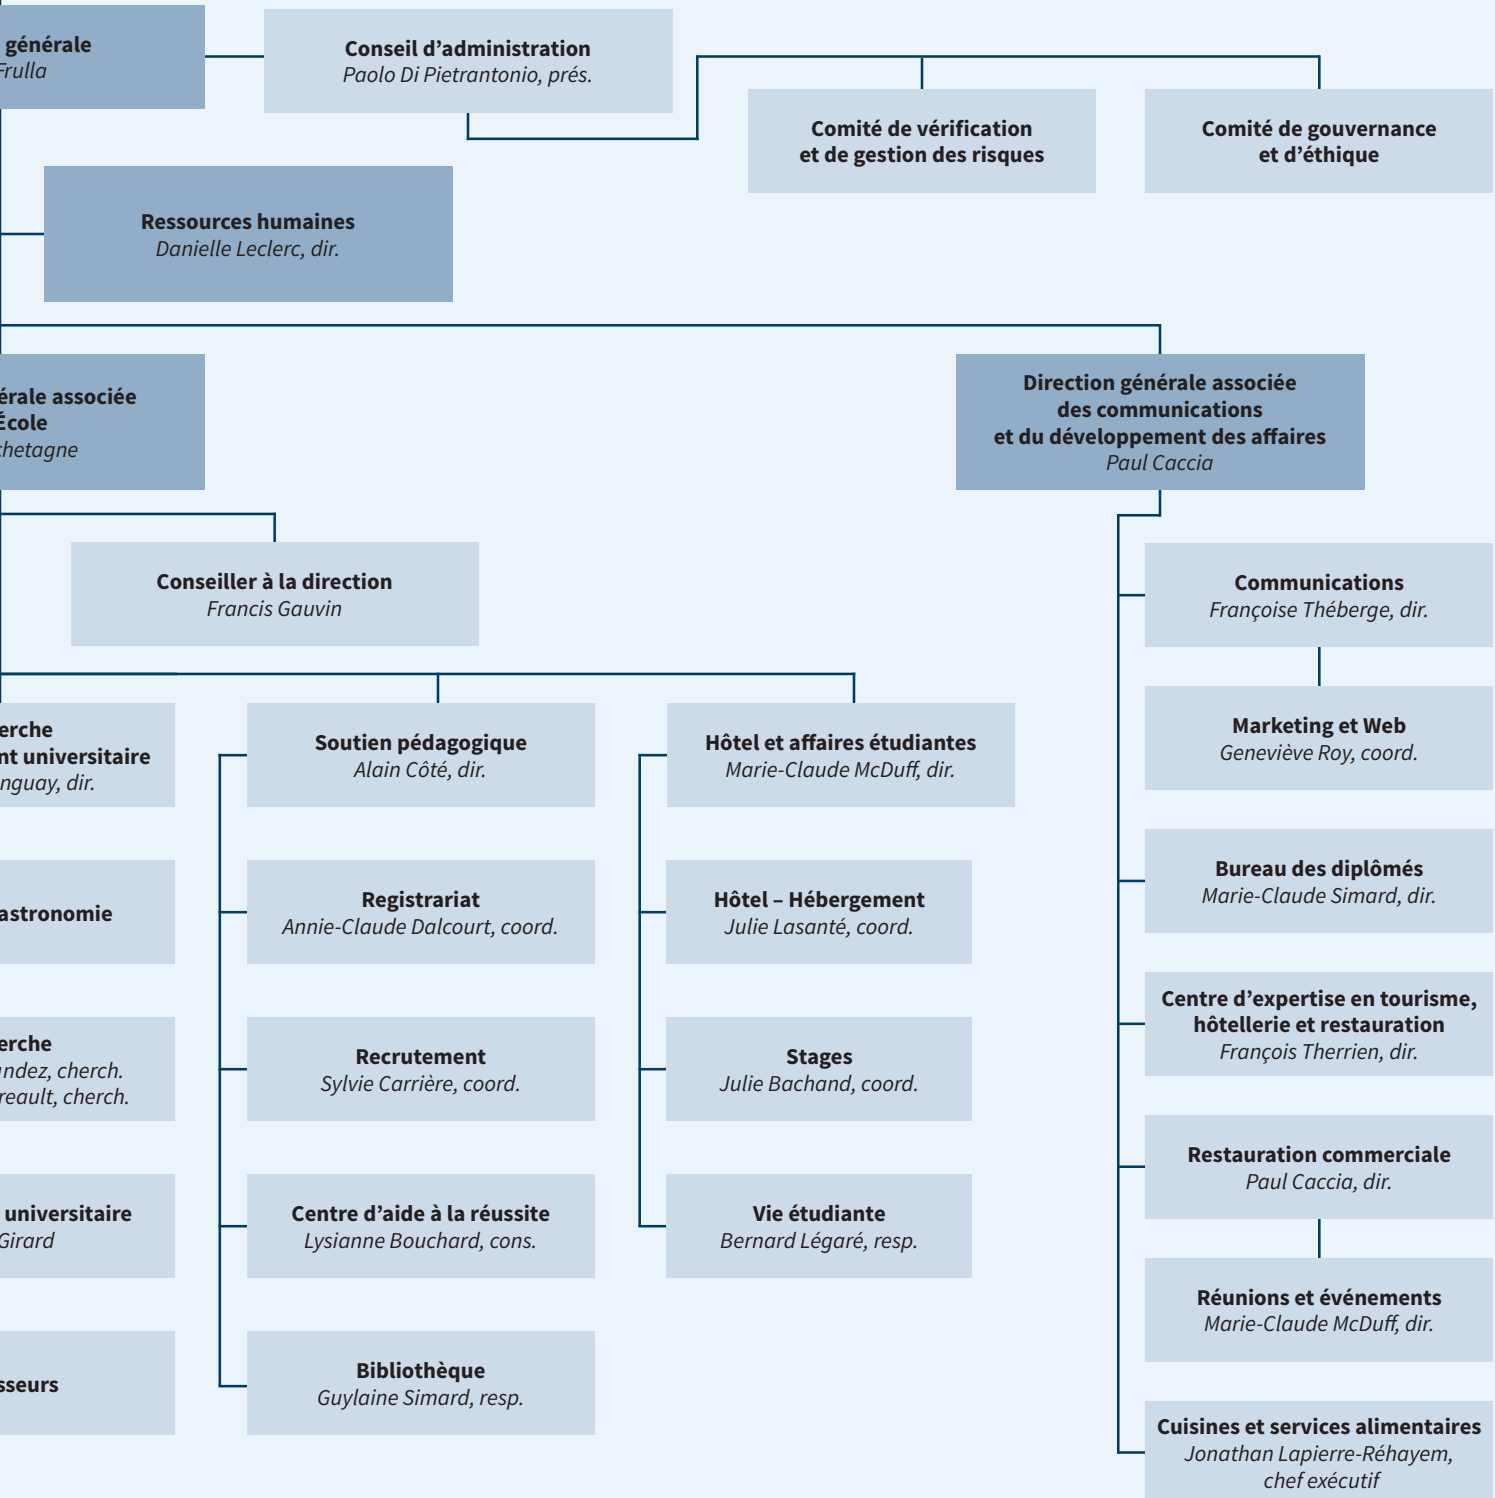 générale
Frulla
Conseil d’administration
Paolo Di Pietrantonio, prés.
Comité de vérification
et de gestion des risques
Comité de gouvernance
et d’éthique
Ressources humaines
Danielle Leclerc, dir.
érale associée
École
chetagne
Direction générale associée
des communications
et du développement des affaires
Paul Caccia
Conseiller à la direction
Francis Gauvin
Communications
Françoise Théberge, dir.
Marketing et Web
Geneviève Roy, coord.
erche
nt universitaire
nguay, dir.
Soutien pédagogique
Alain Côté, dir.
Hôtel et affaires étudiantes
Marie-Claude McDuff, dir.
Bureau des diplômés
Marie-Claude Simard, dir.
astronomie
Registrariat
Annie-Claude Dalcourt, coord.
Hôtel – Hébergement
Julie Lasanté, coord.
Centre d’expertise en tourisme,
hôtellerie et restauration
François Therrien, dir.
erche
ndez, cherch.
reault, cherch.
Recrutement
Sylvie Carrière, coord.
Stages
Julie Bachand, coord.
Restauration commerciale
Paul Caccia, dir.
universitaire
Girard
Centre d’aide à la réussite
Lysianne Bouchard, cons.
Vie étudiante
Bernard Légaré, resp.
Réunions et événements
Marie-Claude McDuff, dir.
sseurs
Bibliothèque
Guylaine Simard, resp.
Cuisines et services alimentaires
Jonathan Lapierre-Réhayem,
chef exécutif